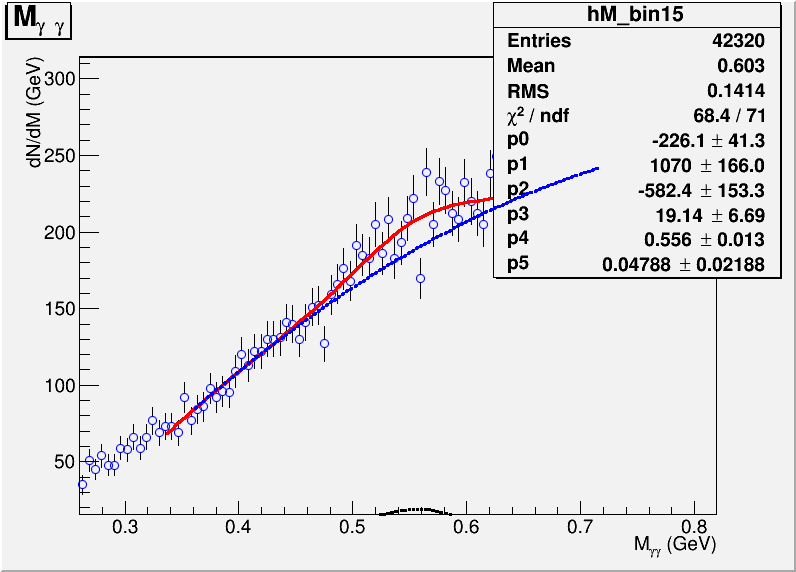 Mγ γ
hM_bin15
Entries 42320
Mean 0.603
RMS 0.1414
χ² / ndf 68.4 / 71
p0 -226.1 ± 41.3
p1 1070 ± 166.0
p2 -582.4 ± 153.3
p3 19.14 ± 6.69
p4 0.556 ± 0.013
p5 0.04788 ± 0.02188
dN/dM (GeV)
300
250
200
150
100
50
0.3 0.4 0.5 0.6 0.7 0.8
Mγγ (GeV)